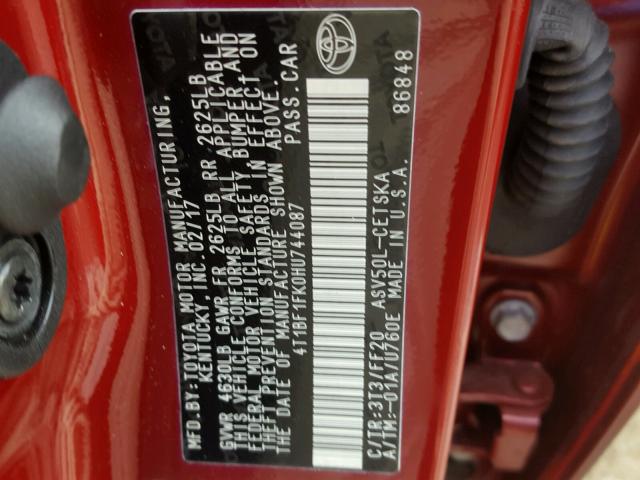 MFD.BY:TOYOTA MOTOR MANUFACTURING,
KENTUCKY, INC. 02/17
GVWR 4630LB GAWR FR 2625LB RR 2625LB
THIS VEHICLE CONFORMS TO ALL APPLICABLE
FEDERAL MOTOR VEHICLE SAFETY,BUMPER,AND
THEFT PREVENTION STANDARDS IN EFFECT ON
THE DATE OF MANUFACTURE SHOWN ABOVE.
4T1BF1FK0HU744087 PASS.CAR
C/TR:3T3/FF20 ASV50L-CETSKA
A/TM:-01A/U760E MADE IN U.S.A. 86848
TOYOTA